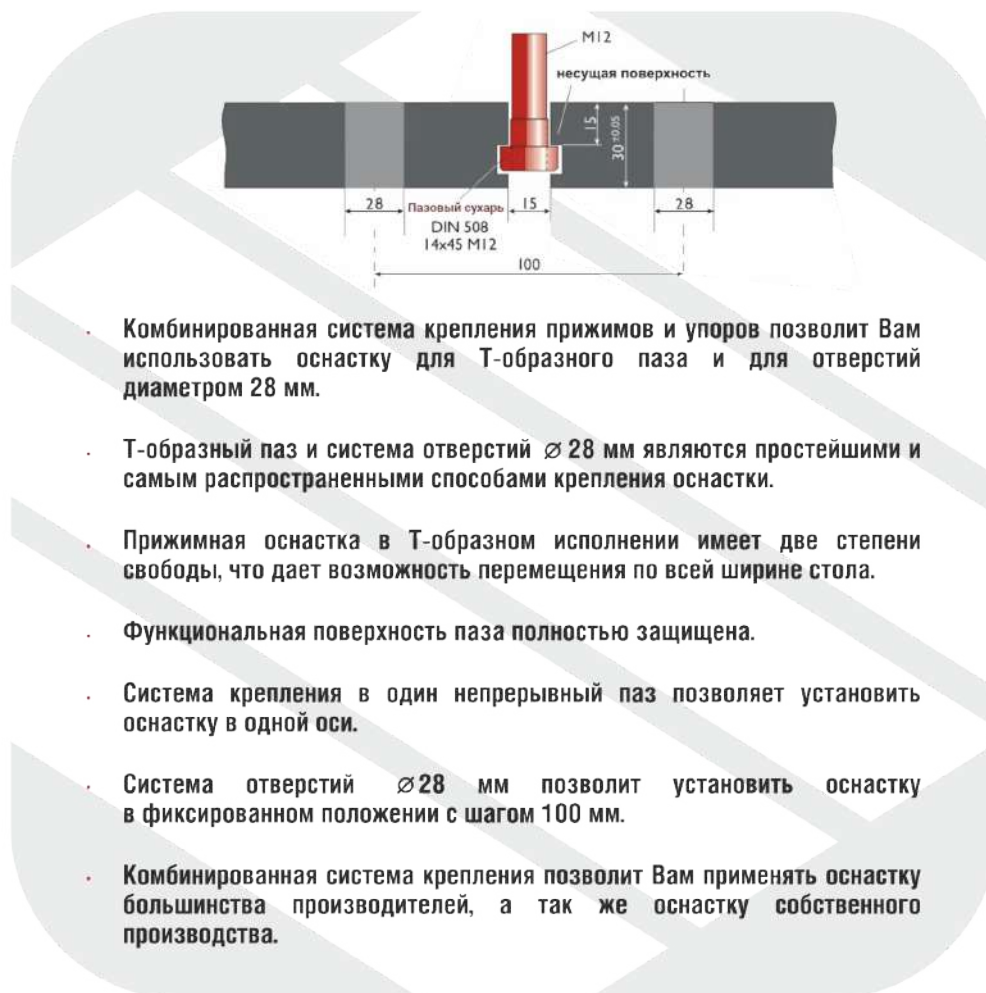 M12
несущая поверхность
15
30 ±0.05
28
Пазовый сухарь
15
28
DIN 508
14x45 M12
100
Комбинированная система крепления прижимов и упоров позволит Вам
использовать оснастку для Т-образного паза и для отверстий
диаметром 28 мм.
Т-образный паз и система отверстий ⌀ 28 мм являются простейшими и
самым распространенными способами крепления оснастки.
Прижимная оснастка в Т-образном исполнении имеет две степени
свободы, что дает возможность перемещения по всей ширине стола.
Функциональная поверхность паза полностью защищена.
Система крепления в один непрерывный паз позволяет установить
оснастку в одной оси.
Система отверстий ⌀28 мм позволит установить оснастку
в фиксированном положении с шагом 100 мм.
Комбинированная система крепления позволит Вам применять оснастку
большинства производителей, а так же оснастку собственного
производства.